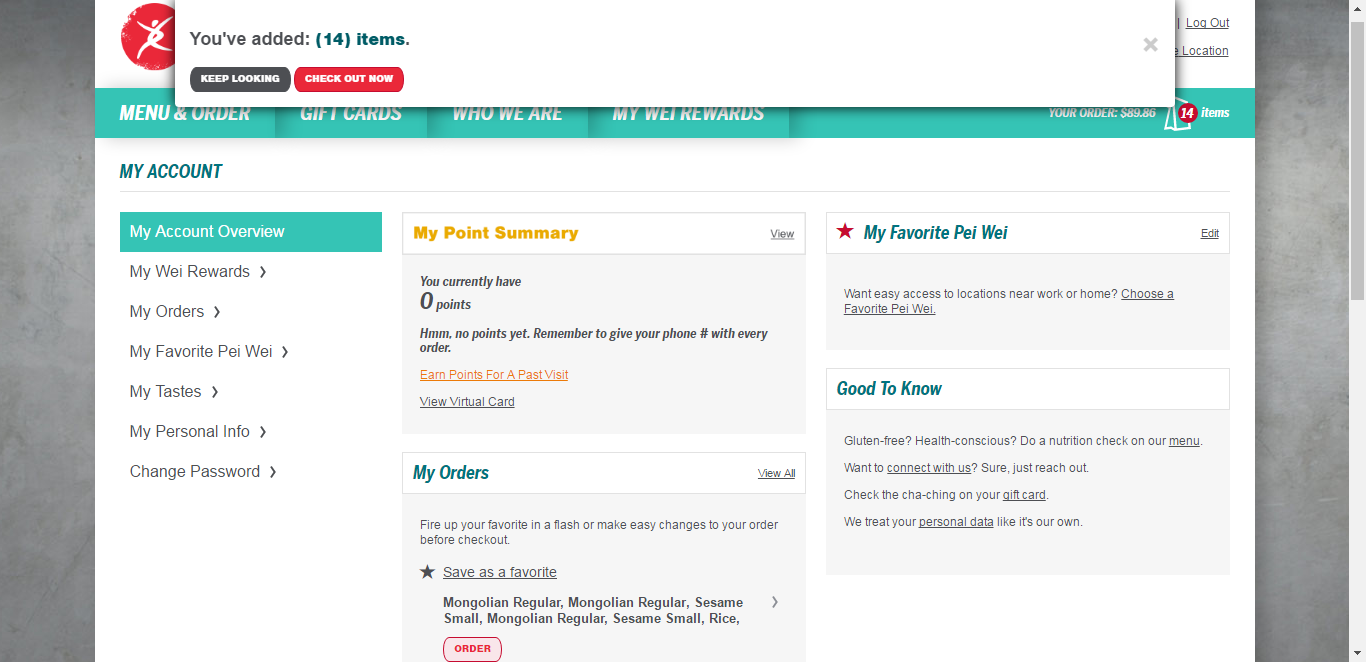 You've added: (14) items.
KEEP LOOKING
CHECK OUT NOW
| Log Out
Location
MENU & ORDER
GIFT CARDS
WHO WE ARE
MY WEI REWARDS
YOUR ORDER: $89.86
14 items
MY ACCOUNT
My Account Overview
My Wei Rewards
My Orders
My Favorite Pei Wei
My Tastes
My Personal Info
Change Password
My Point Summary
View
You currently have
0 points
Hmm, no points yet. Remember to give your phone # with every
order.
Earn Points For A Past Visit
View Virtual Card
My Orders
View All
Fire up your favorite in a flash or make easy changes to your order
before checkout.
Save as a favorite
Mongolian Regular, Mongolian Regular, Sesame
Small, Mongolian Regular, Sesame Small, Rice,
ORDER
My Favorite Pei Wei
Edit
Want easy access to locations near work or home? Choose a
Favorite Pei Wei.
Good To Know
Gluten-free? Health-conscious? Do a nutrition check on our menu.
Want to connect with us? Sure, just reach out.
Check the cha-ching on your gift card.
We treat your personal data like it's our own.